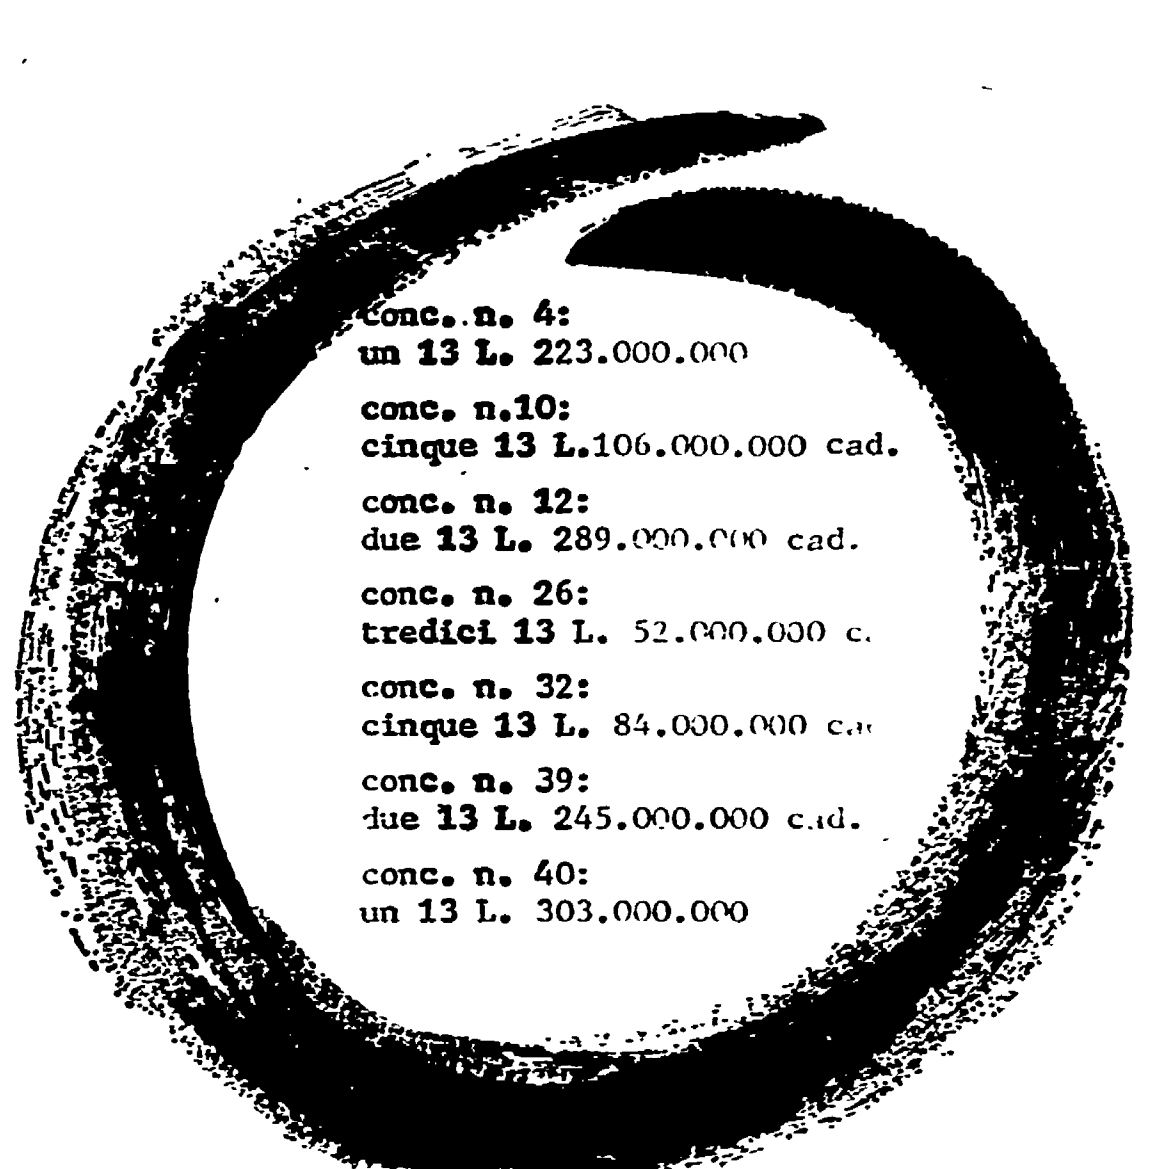 conc. n. 4:
un 13 L. 223.000.000
conc. n.10:
cinque 13 L.106.000.000 cad.
conc. n. 12:
due 13 L. 289.000.000 cad.
conc. n. 26:
tredici 13 L. 52.000.000 c.
conc. n. 32:
cinque 13 L. 84.000.000 cad
conc. n. 39:
due 13 L. 245.000.000 cad.
conc. n. 40:
un 13 L. 303.000.000